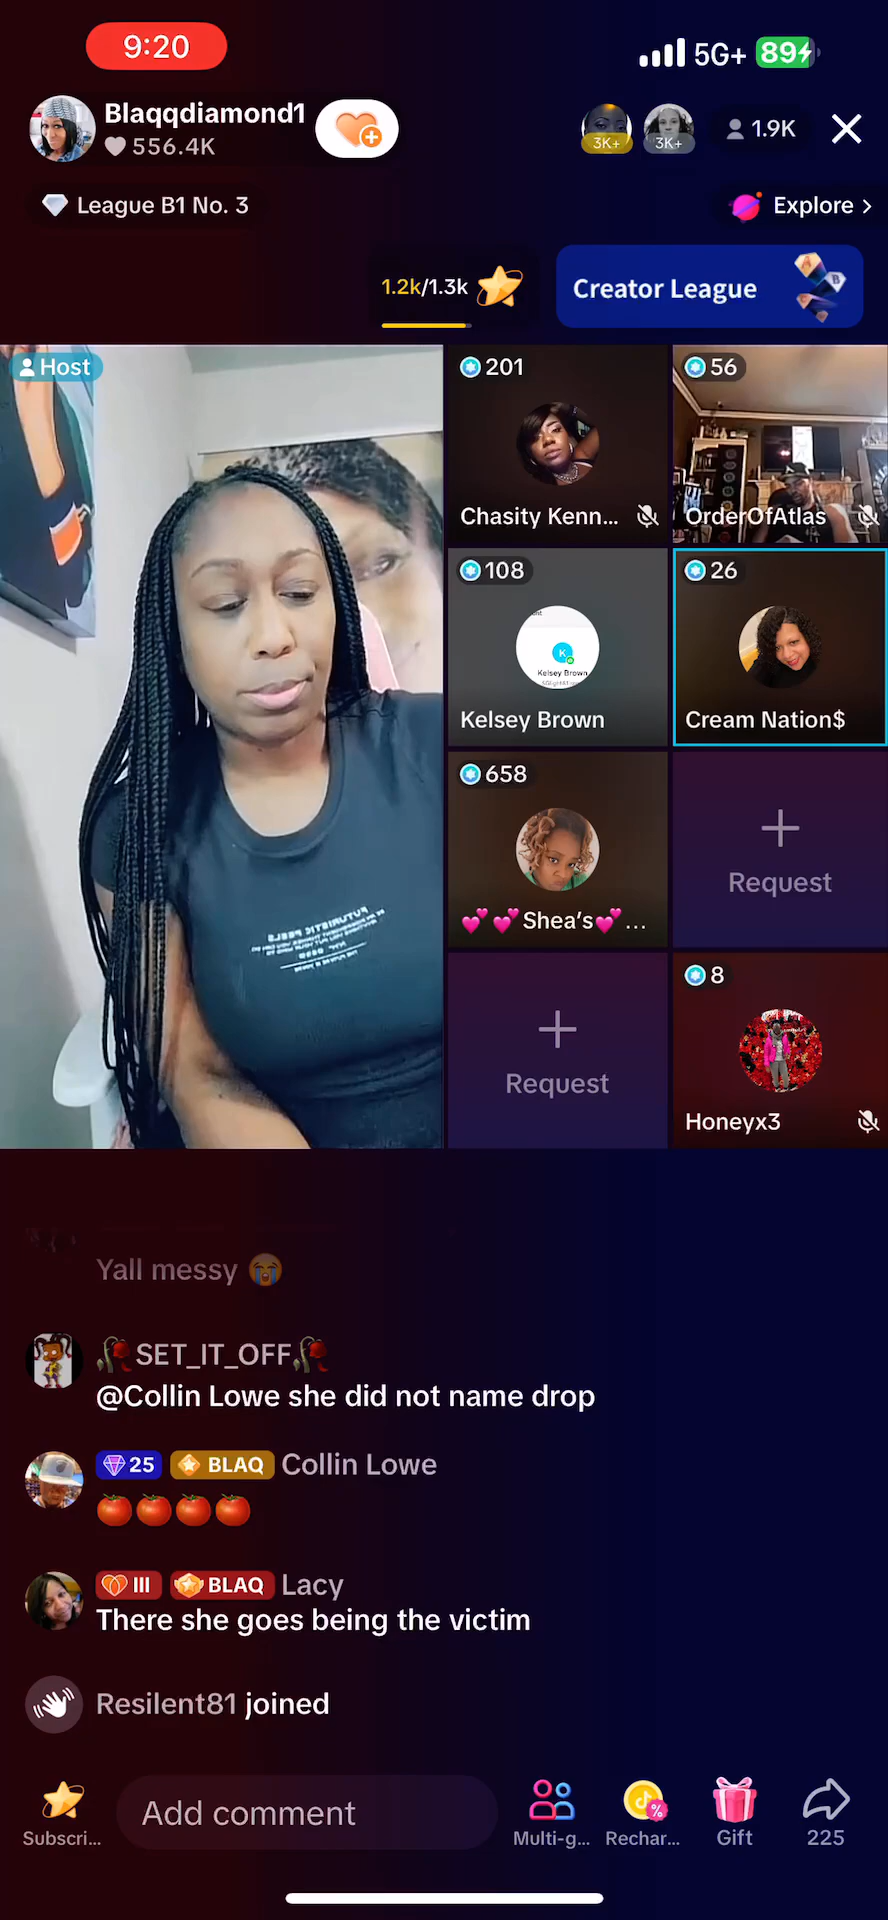 9:20
5G+ 89
Blaqqdiamond1
556.4K
3K+
3K+
1.9K
League B1 No. 3
Explore >
1.2k/1.3k
Creator League
Host
201
Chasity Kenn...
56
OrderOfAtlas
108
Kelsey Brown
Kelsey Brown
26
Cream Nation$
658
💕💕Shea's💕...
+
Request
+
Request
8
Honeyx3
Yall messy 😭
🥀SET_IT_OFF🥀
@Collin Lowe she did not name drop
25 BLAQ Collin Lowe
🍅🍅🍅🍅
III BLAQ Lacy
There she goes being the victim
Resilent81 joined
Subscri...
Add comment
Multi-g...
Rechar...
Gift
225